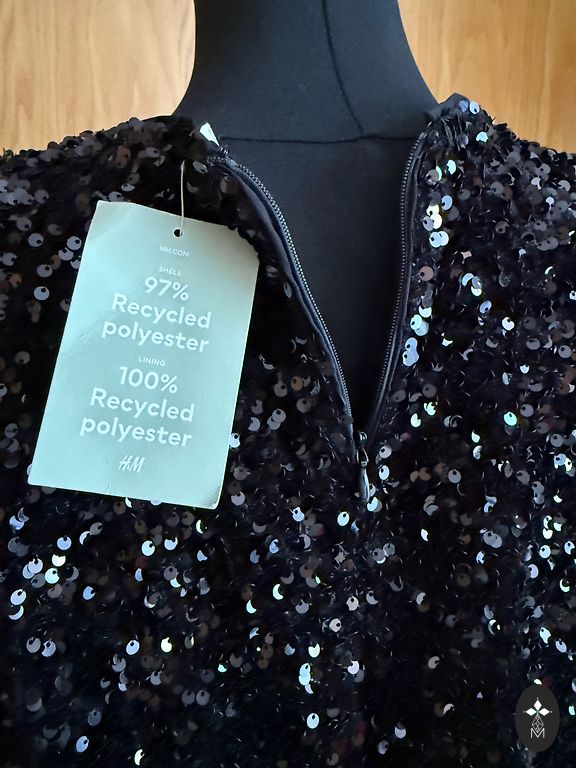 HM.COM
SHELL
97%
Recycled
polyester
LINING
100%
Recycled
polyester
H&M
M